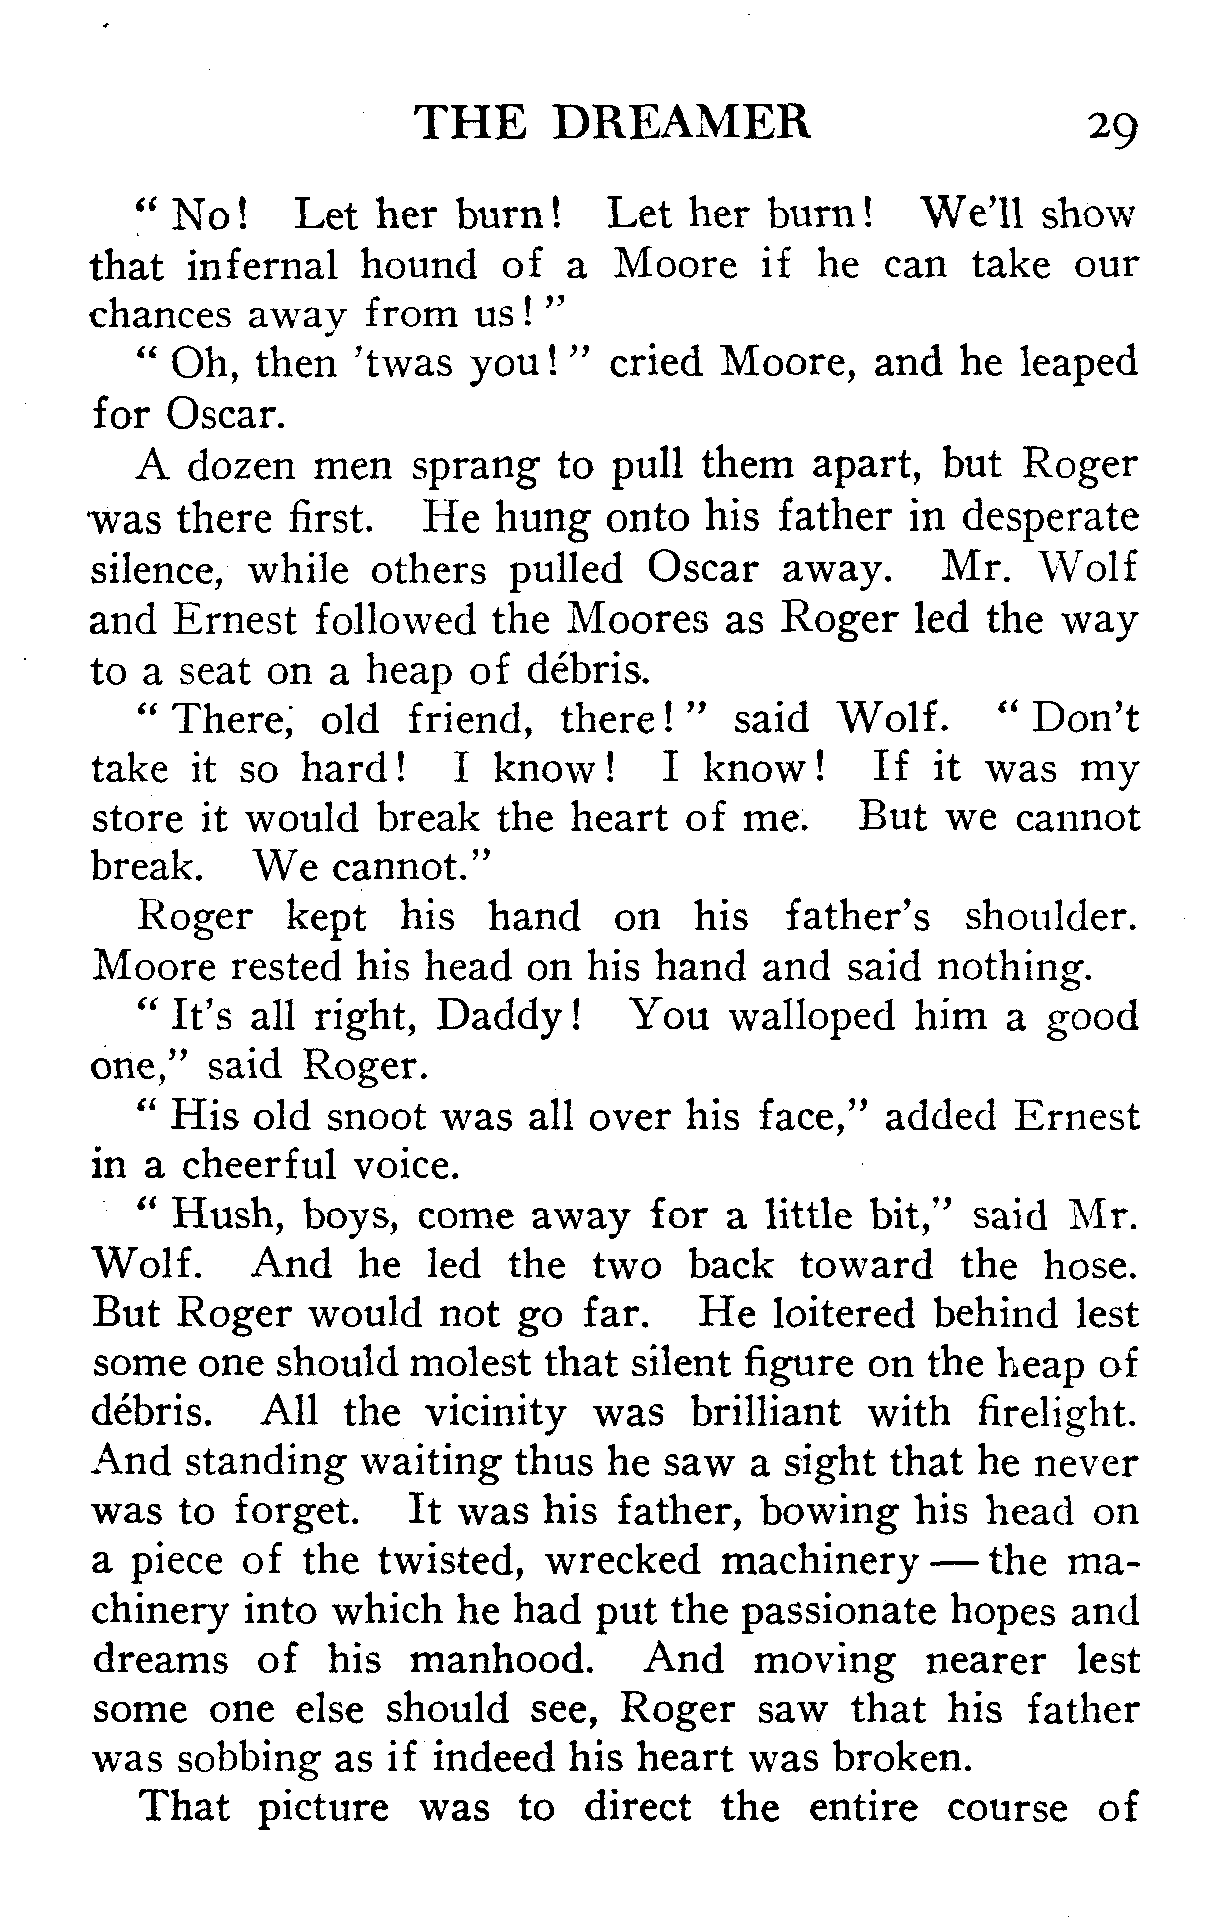 THE DREAMER 29
" No! Let her burn! Let her burn! We'll show
that infernal hound of a Moore if he can take our
chances away from us! "
" Oh, then 'twas you! " cried Moore, and he leaped
for Oscar.
A dozen men sprang to pull them apart, but Roger
was there first. He hung onto his father in desperate
silence, while others pulled Oscar away. Mr. Wolf
and Ernest followed the Moores as Roger led the way
to a seat on a heap of débris.
" There, old friend, there! " said Wolf. " Don't
take it so hard! I know! I know! If it was my
store it would break the heart of me. But we cannot
break. We cannot."
Roger kept his hand on his father's shoulder.
Moore rested his head on his hand and said nothing.
" It's all right, Daddy! You walloped him a good
one," said Roger.
" His old snoot was all over his face," added Ernest
in a cheerful voice.
" Hush, boys, come away for a little bit," said Mr.
Wolf. And he led the two back toward the hose.
But Roger would not go far. He loitered behind lest
some one should molest that silent figure on the heap of
débris. All the vicinity was brilliant with firelight.
And standing waiting thus he saw a sight that he never
was to forget. It was his father, bowing his head on
a piece of the twisted, wrecked machinery — the ma-
chinery into which he had put the passionate hopes and
dreams of his manhood. And moving nearer lest
some one else should see, Roger saw that his father
was sobbing as if indeed his heart was broken.
That picture was to direct the entire course of